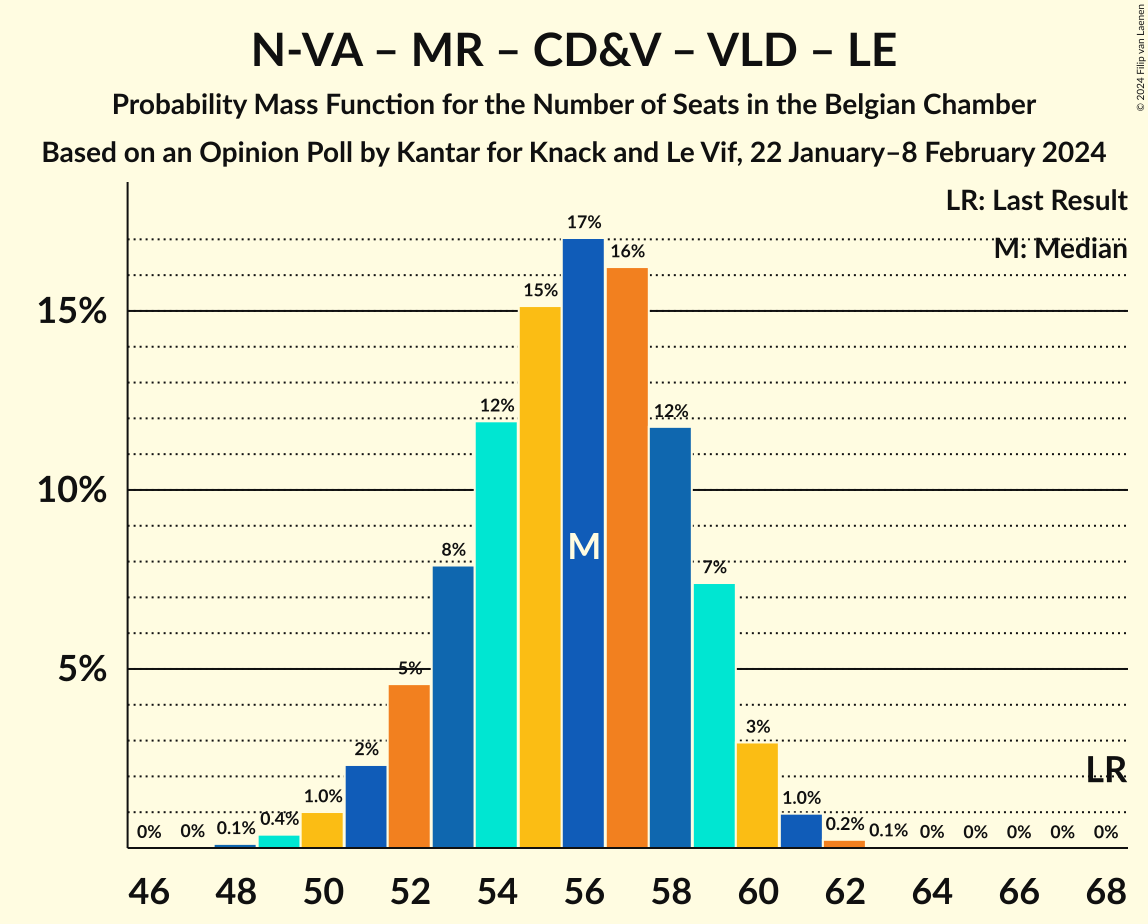 N-VA – MR – CD&V – VLD – LE
Probability Mass Function for the Number of Seats in the Belgian Chamber
Based on an Opinion Poll by Kantar for Knack and Le Vif, 22 January–8 February 2024
© 2024 Filip van Laenen
LR: Last Result
M: Median
15%
10%
5%
0% 0% 0.1% 0.4% 1.0% 2% 5% 8% 12% 15% 17% 16% 12% 7% 3% 1.0% 0.2% 0.1% 0% 0% 0% 0% 0%
M
LR
46 48 50 52 54 56 58 60 62 64 66 68